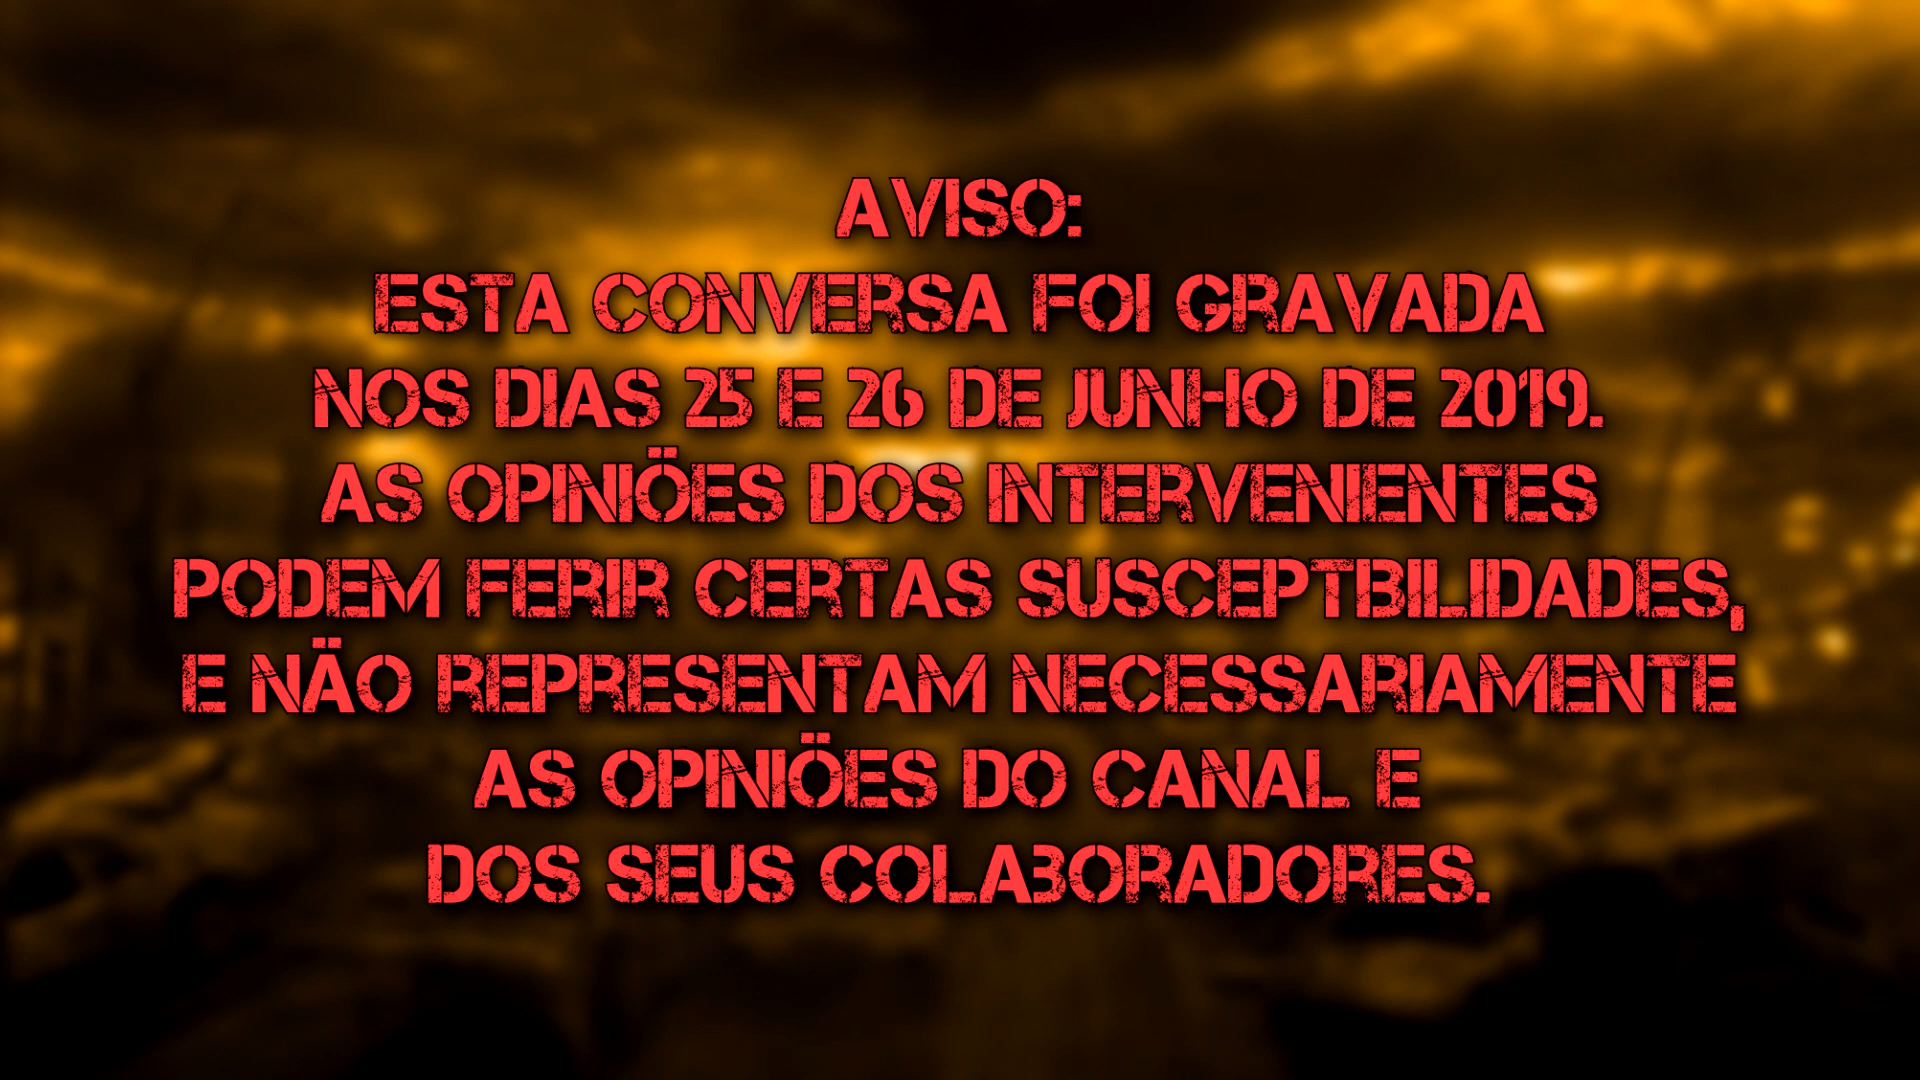 AVISO:
ESTA CONVERSA FOI GRAVADA
NOS DIAS 25 E 26 DE JUNHO DE 2019.
AS OPINIÕES DOS INTERVENIENTES
PODEM FERIR CERTAS SUSCEPTBILIDADES,
E NÃO REPRESENTAM NECESSARIAMENTE
AS OPINIÕES DO CANAL E
DOS SEUS COLABORADORES.